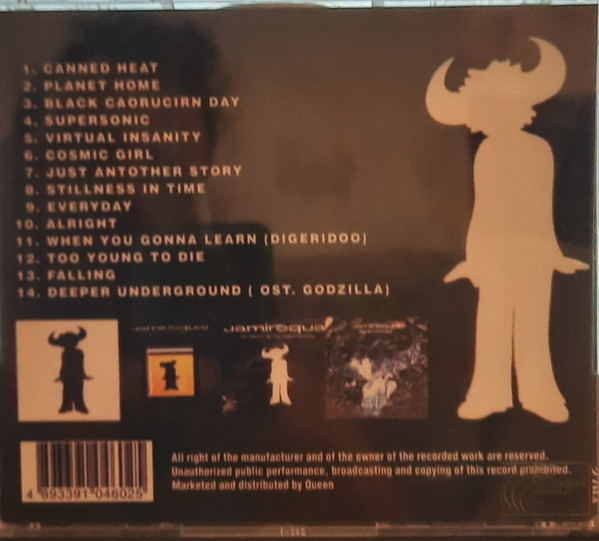 1. CANNED HEAT
2. PLANET HOME
3. BLACK CAORUCIRN DAY
4. SUPERSONIC
5. VIRTUAL INSANITY
6. COSMIC GIRL
7. JUST ANTOTHER STORY
8. STILLNESS IN TIME
9. EVERYDAY
10. ALRIGHT
11. WHEN YOU GONNA LEARN (DIGERIDOO)
12. TOO YOUNG TO DIE
13. FALLING
14. DEEPER UNDERGROUND ( OST. GODZILLA)
Jamiroquai
4 893391 046025
All right of the manufacturer and of the owner of the recorded work are reserved.
Unauthorized public performance, broadcasting and copying of this record prohibited.
Marketed and distributed by Queen